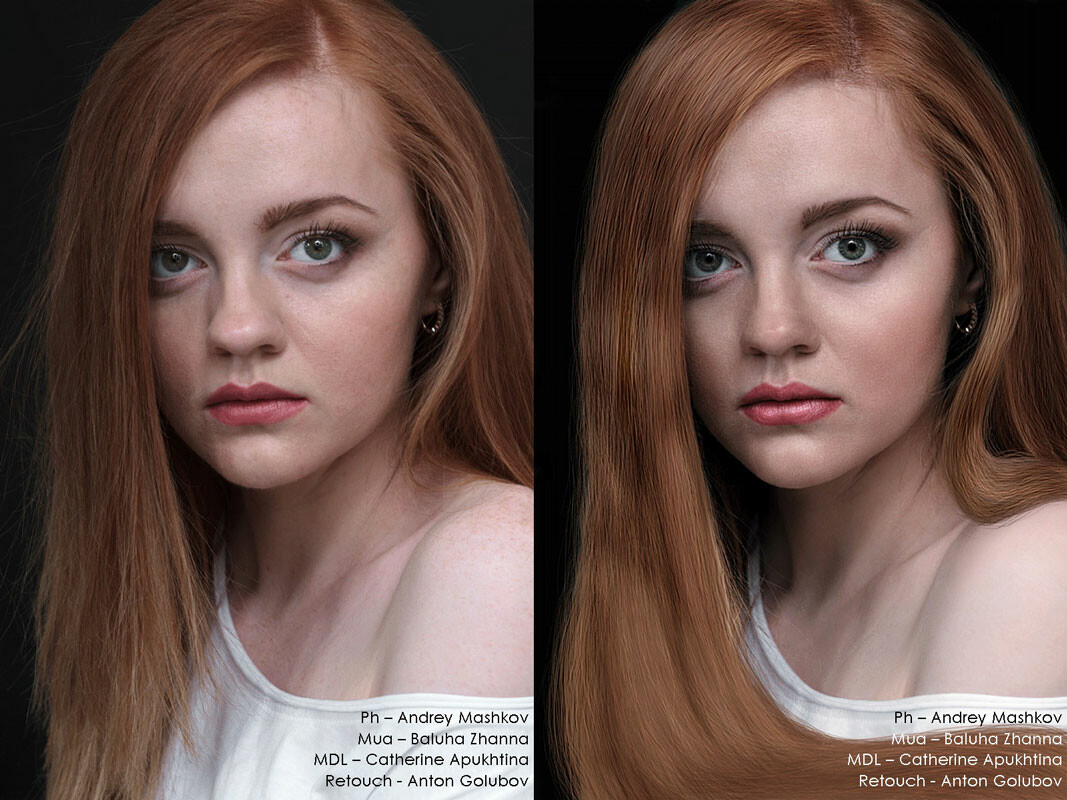 Ph – Andrey Mashkov
Mua – Baluha Zhanna
MDL – Catherine Apukhtina
Retouch - Anton Golubov
Ph – Andrey Mashkov
Mua – Baluha Zhanna
MDL – Catherine Apukhtina
Retouch - Anton Golubov